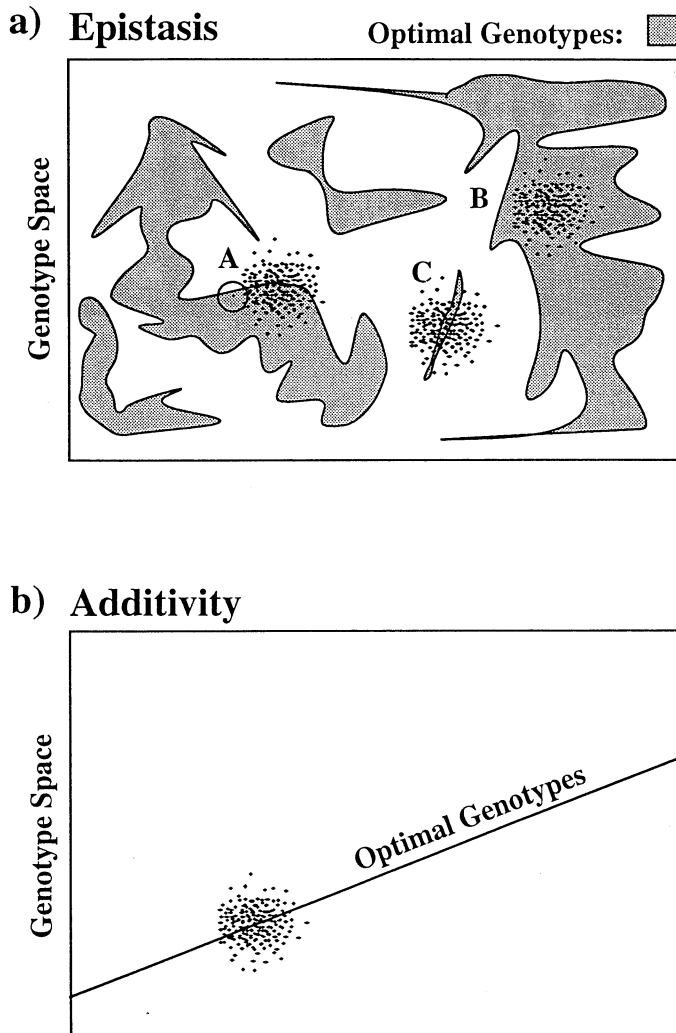 a) Epistasis
Optimal Genotypes:
Genotype Space
A
B
C
b) Additivity
Genotype Space
Optimal Genotypes